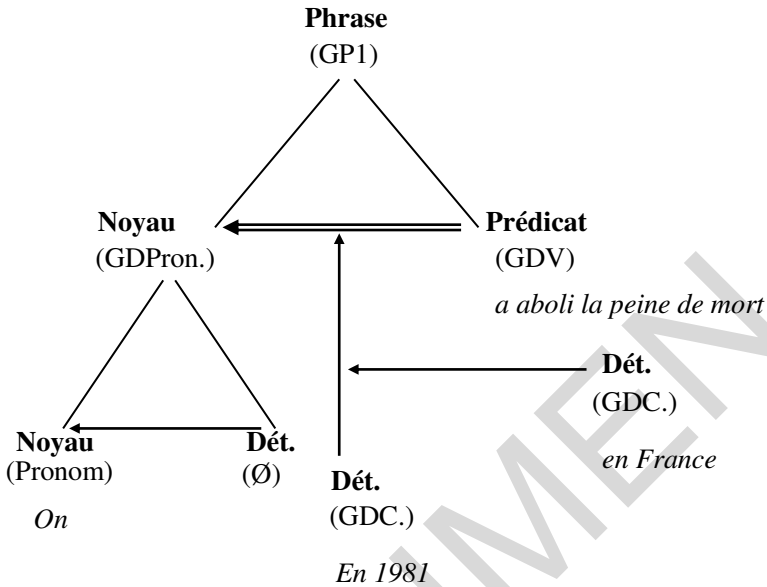 Phrase
(GP1)
Noyau
(GDPron.)
Prédicat
(GDV)
a aboli la peine de mort
Dét.
(GDC.)
en France
Noyau
(Pronom)
On
Dét.
(Ø)
Dét.
(GDC.)
En 1981
IMEN